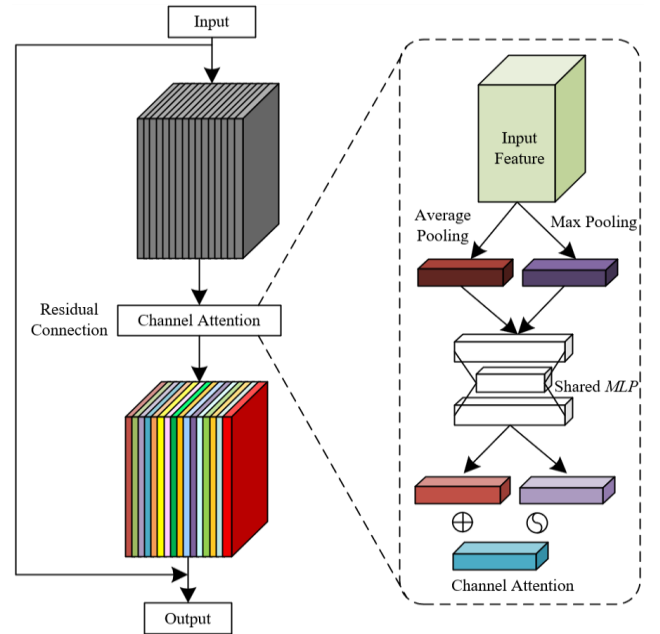 Input
Residual
Connection
Channel Attention
Output
Input
Feature
Average
Pooling
Max Pooling
Shared MLP
Channel Attention